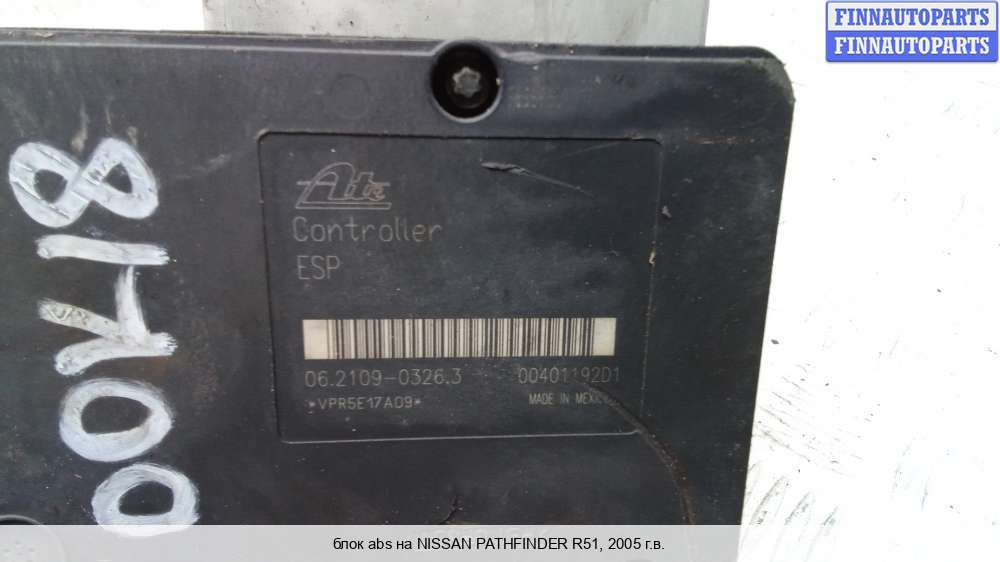 FINNAUTOPARTS
FINNAUTOPARTS
Ate
Controller
ESP
06.2109-0326.3 00401192D1
*VPR5E17A09*
MADE IN MEXICO
блок abs на NISSAN PATHFINDER R51, 2005 г.в.